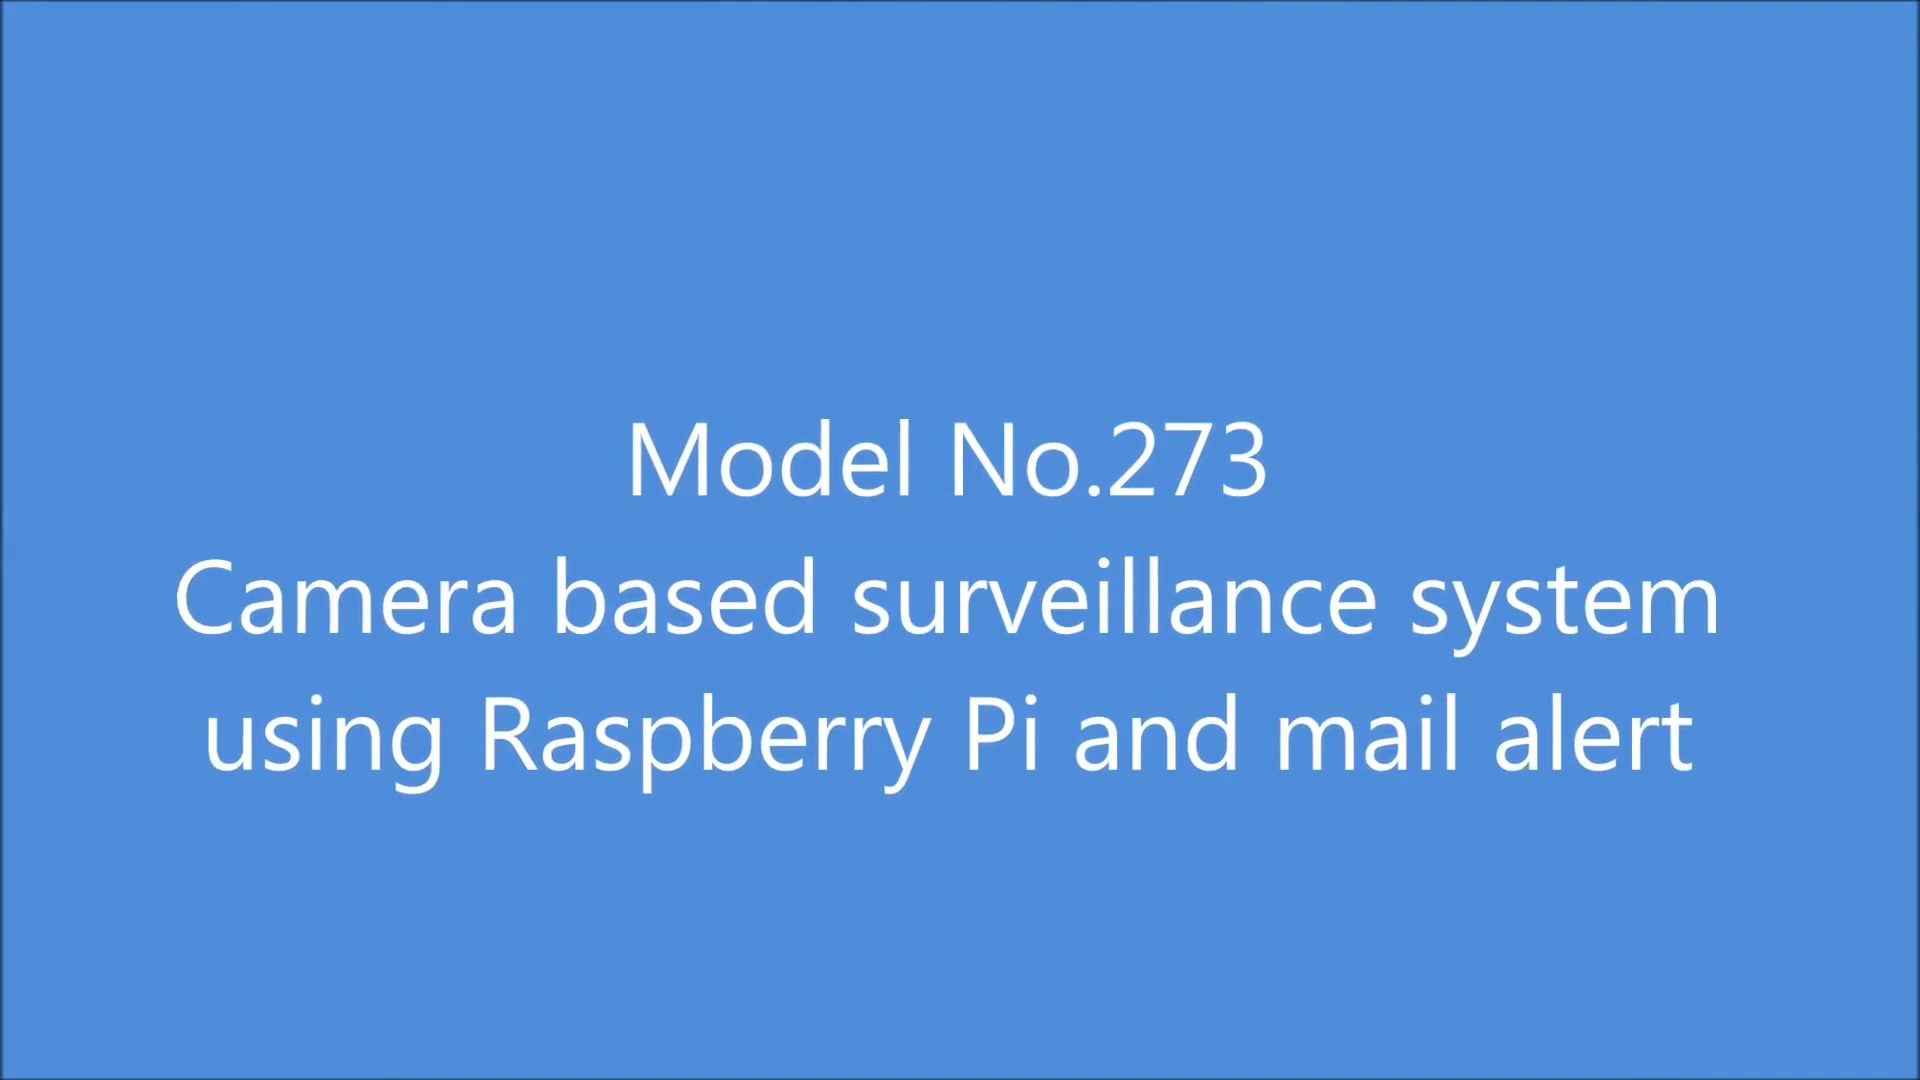 Model No.273
Camera based surveillance system
using Raspberry Pi and mail alert